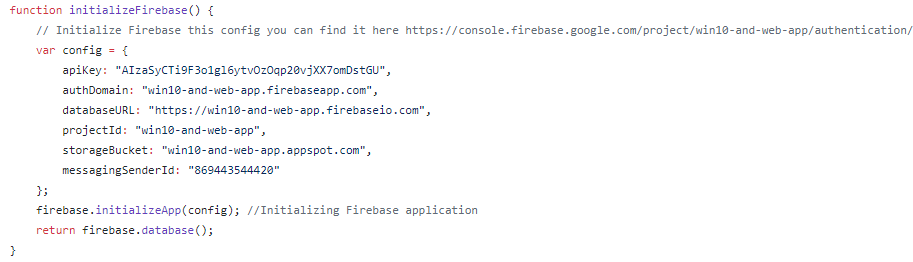 function initializeFirebase() {
    // Initialize Firebase this config you can find it here https://console.firebase.google.com/project/win10-and-web-app/authentication/
    var config = {
        apiKey: "AIzaSyCTi9F3o1gl6ytvOzOqp20vjXX7omDstGU",
        authDomain: "win10-and-web-app.firebaseapp.com",
        databaseURL: "https://win10-and-web-app.firebaseio.com",
        projectId: "win10-and-web-app",
        storageBucket: "win10-and-web-app.appspot.com",
        messagingSenderId: "869443544420"
    };
    firebase.initializeApp(config); //Initializing Firebase application
    return firebase.database();
}